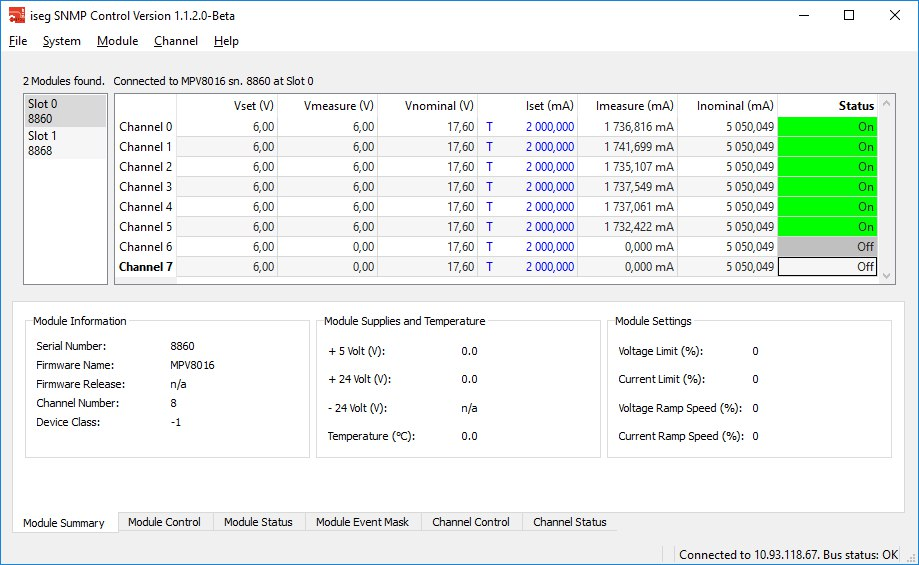 iseg SNMP Control Version 1.1.2.0-Beta
File System Module Channel Help
2 Modules found. Connected to MPV8016 sn. 8860 at Slot 0
Slot 0
8860
Slot 1
8868
Vset (V) Vmeasure (V) Vnominal (V) Iset (mA) Imeasure (mA) Inominal (mA) Status
Channel 0 6,00 6,00 17,60 T 2 000,000 1 736,816 mA 5 050,049 On
Channel 1 6,00 6,00 17,60 T 2 000,000 1 741,699 mA 5 050,049 On
Channel 2 6,00 6,00 17,60 T 2 000,000 1 735,107 mA 5 050,049 On
Channel 3 6,00 6,00 17,60 T 2 000,000 1 737,549 mA 5 050,049 On
Channel 4 6,00 6,00 17,60 T 2 000,000 1 737,061 mA 5 050,049 On
Channel 5 6,00 6,00 17,60 T 2 000,000 1 732,422 mA 5 050,049 On
Channel 6 6,00 0,00 17,60 T 2 000,000 0,000 mA 5 050,049 Off
Channel 7 6,00 0,00 17,60 T 2 000,000 0,000 mA 5 050,049 Off
Module Information
Serial Number: 8860
Firmware Name: MPV8016
Firmware Release: n/a
Channel Number: 8
Device Class: -1
Module Supplies and Temperature
+ 5 Volt (V): 0.0
+ 24 Volt (V): 0.0
- 24 Volt (V): n/a
Temperature (°C): 0.0
Module Settings
Voltage Limit (%): 0
Current Limit (%): 0
Voltage Ramp Speed (%): 0
Current Ramp Speed (%): 0
Module Summary Module Control Module Status Module Event Mask Channel Control Channel Status
Connected to 10.93.118.67. Bus status: OK